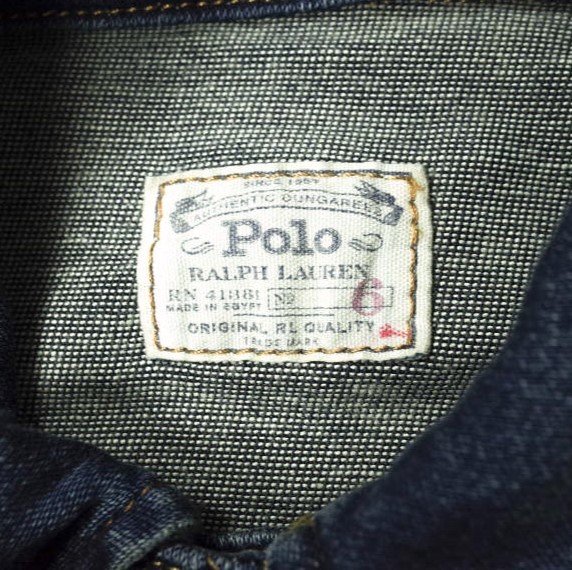 SINCE 1967
AUTHENTIC DUNGAREES
Polo
RALPH LAUREN
RN 41381 No 6
MADE IN EGYPT
ORIGINAL RL QUALITY
TRADE MARK